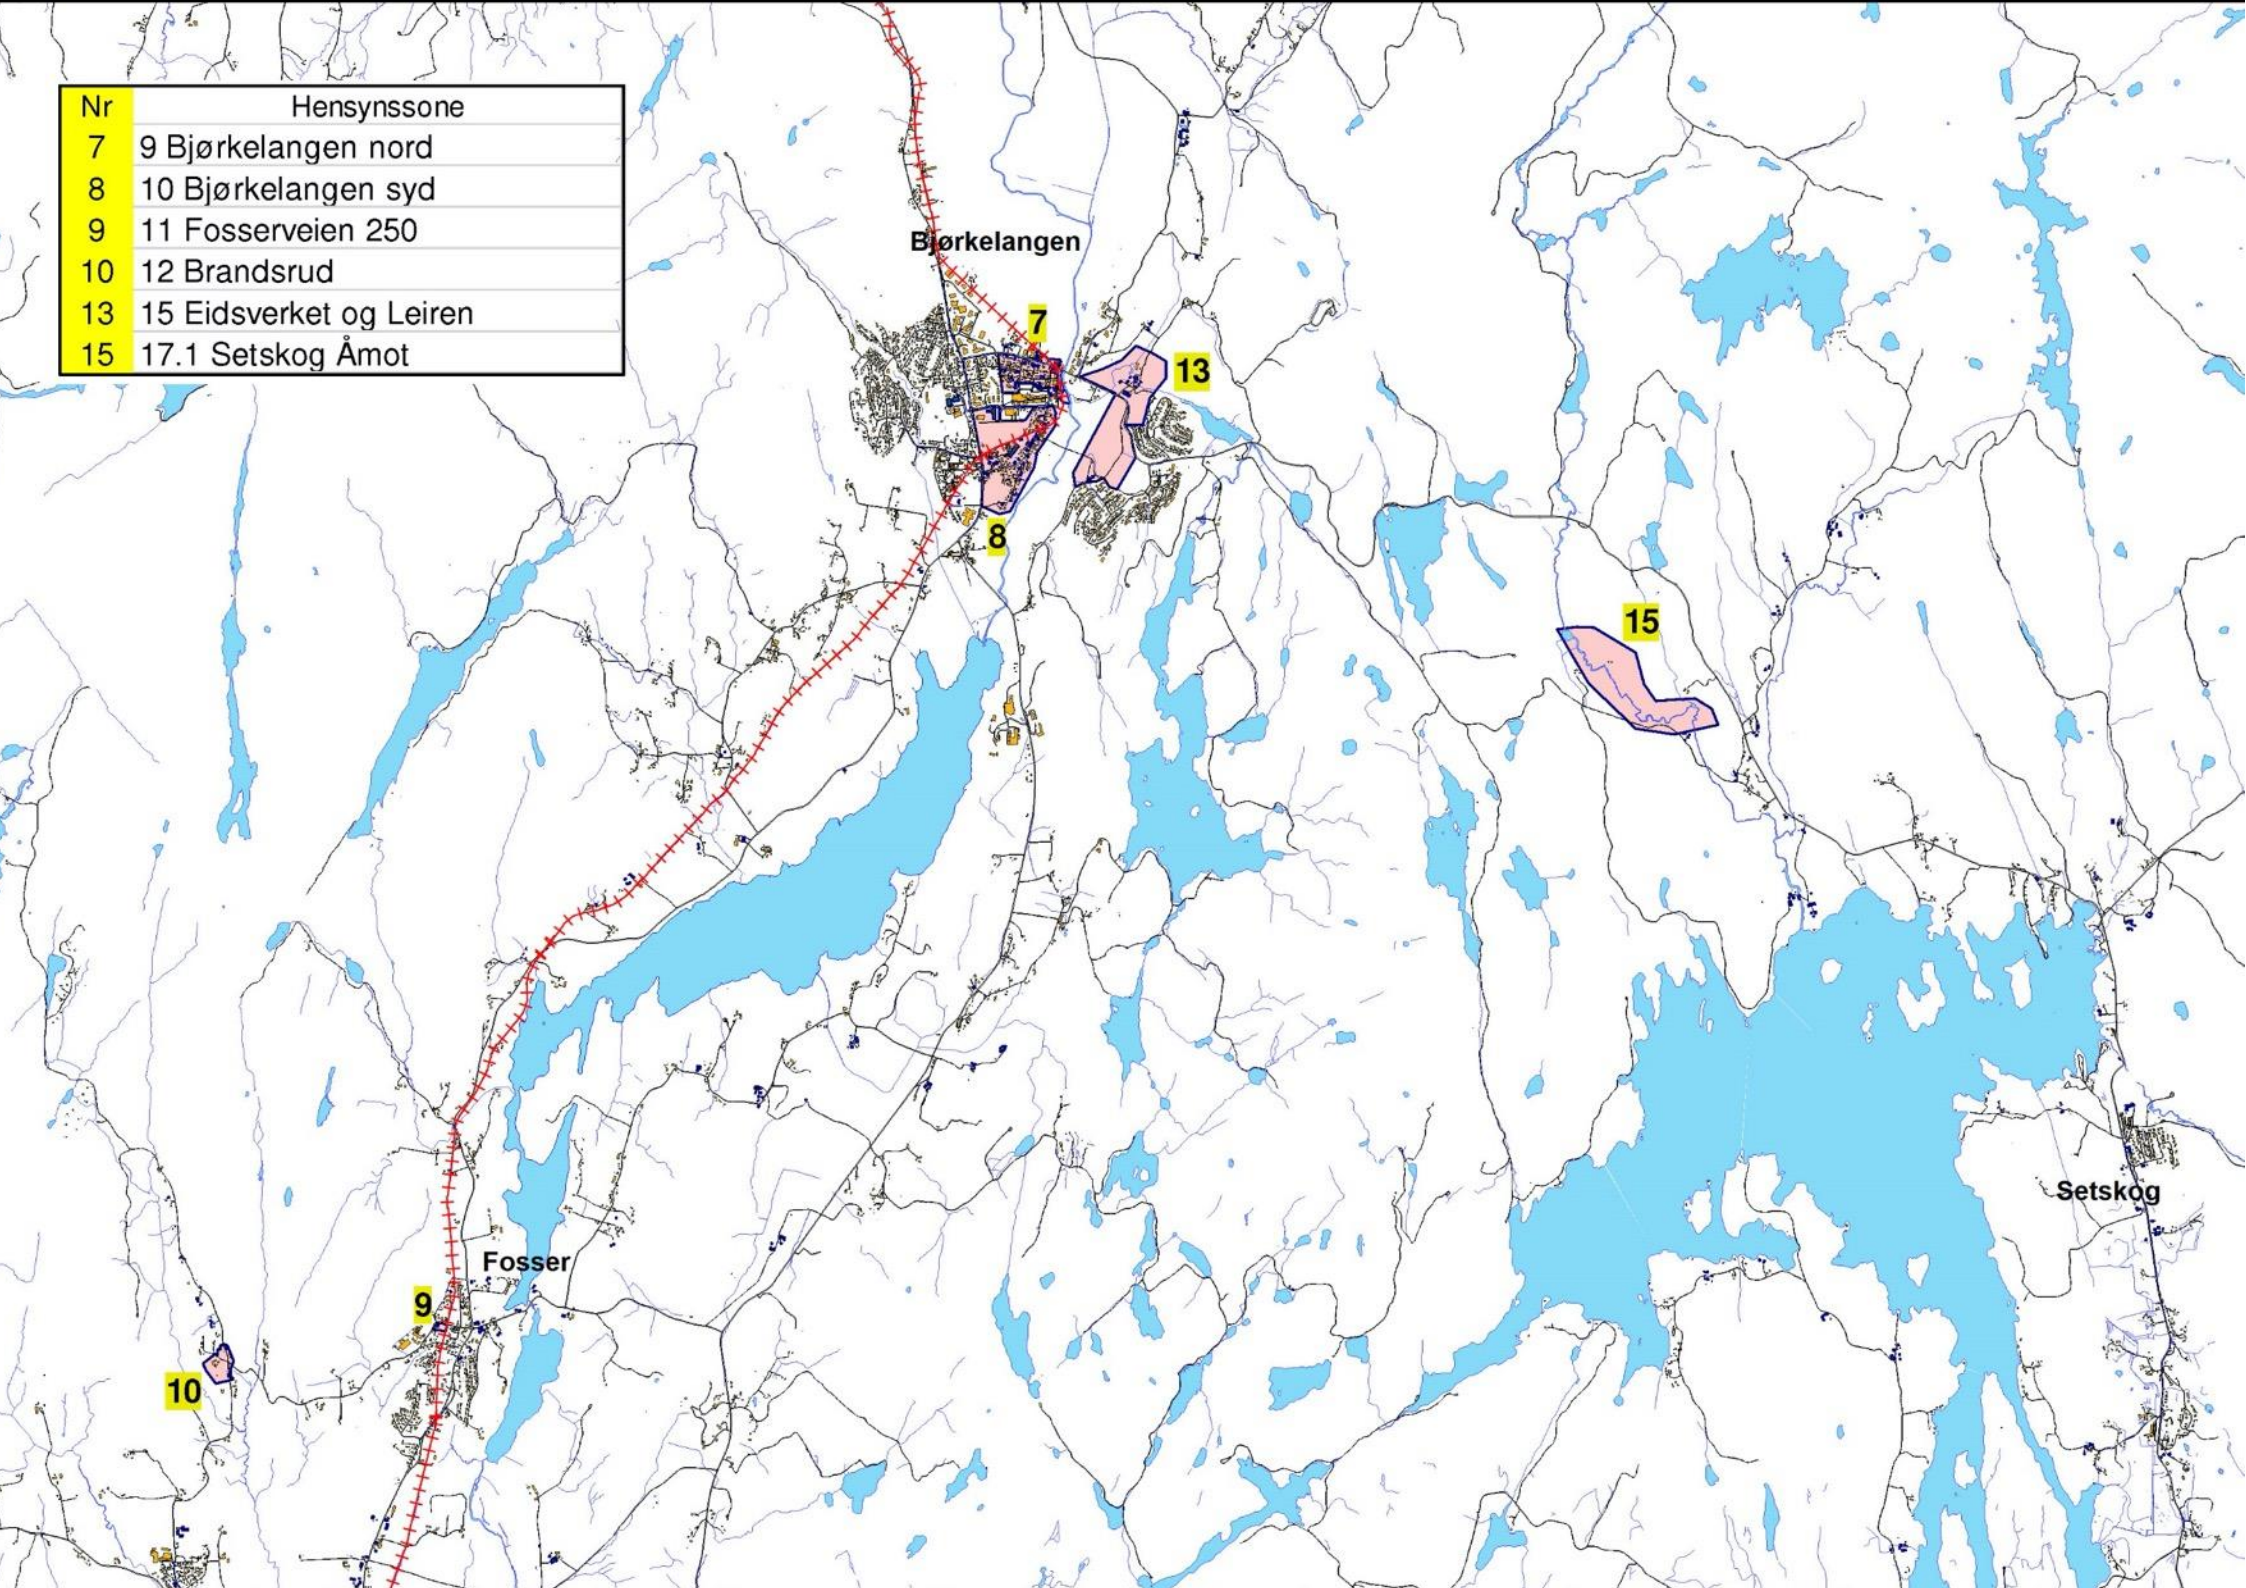 Nr Hensynssone
7 9 Bjørkelangen nord
8 10 Bjørkelangen syd
9 11 Fosserveien 250
10 12 Brandsrud
13 15 Eidsverket og Leiren
15 17.1 Setskog Åmot
Bjørkelangen
7
13
8
15
Setskog
Fosser
9
10